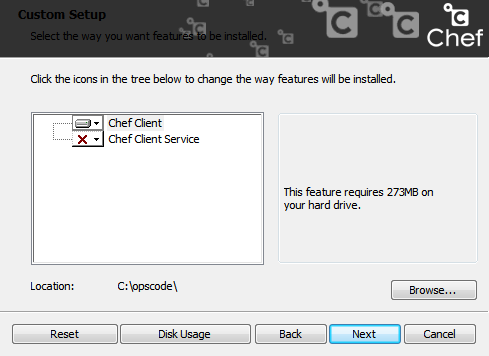 Custom Setup
Select the way you want features to be installed.
Chef
Click the icons in the tree below to change the way features will be installed.
Chef Client
Chef Client Service
This feature requires 273MB on
your hard drive.
Location: C:\opscode\
Browse...
Reset Disk Usage Back Next Cancel